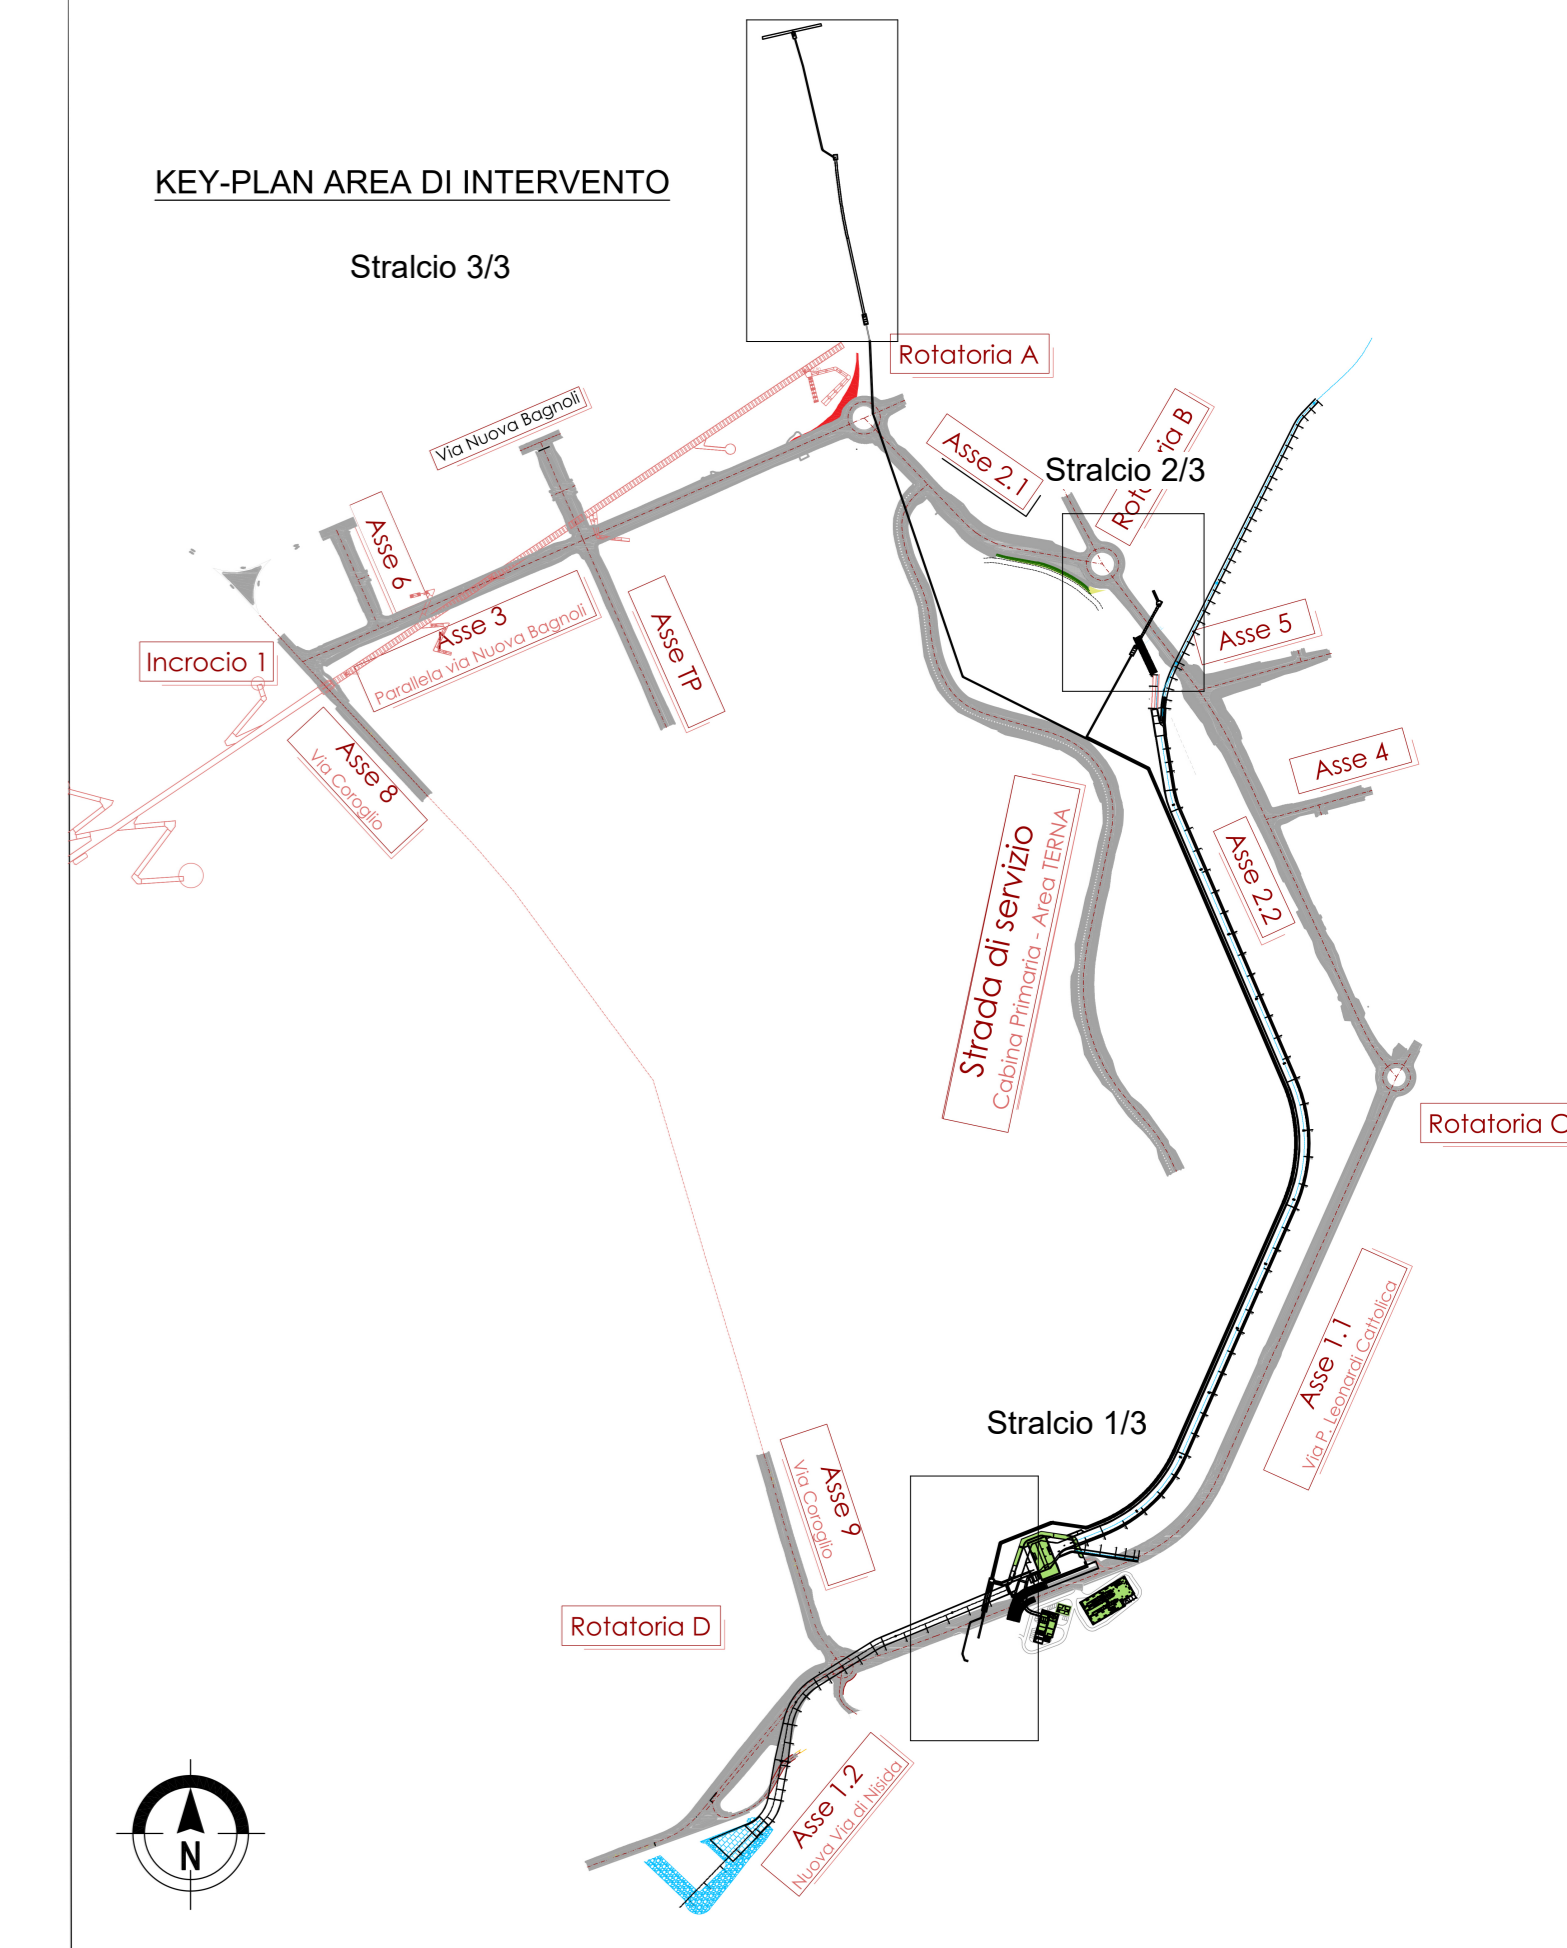 KEY-PLAN AREA DI INTERVENTO
Stralcio 3/3
Rotatoria A
Via Nuova Bagnoli
Asse 2.1
Stralcio 2/3
Asse 6
Asse 3
Parallela via Nuova Bagnoli
Asse TP
Asse 5
Incrocio 1
Asse 8
Via Coroglio
Asse 4
Strada di servizio
Cabina Primaria - Area TERNA
Asse 2.2
Rotatoria C
Asse 1.1
Via P. Leonardi Cattolica
Stralcio 1/3
Asse 9
Via Coroglio
Rotatoria D
Asse 1.2
Nuova Via di Nisida
N